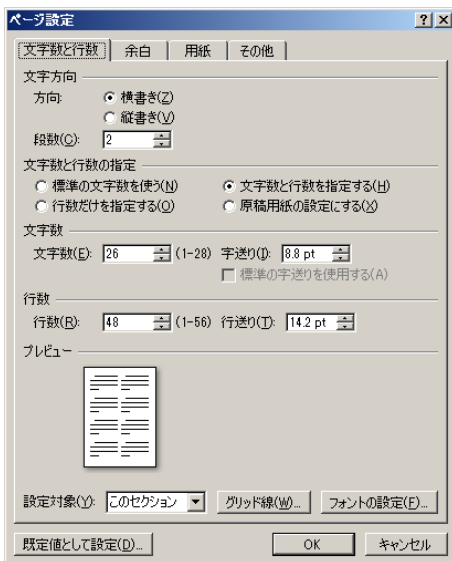 ページ設定
文字数と行数 余白 用紙 その他
文字方向
方向: 横書き(Z)
縦書き(V)
段数(C): 2
文字数と行数の指定
標準の文字数を使う(N) 文字数と行数を指定する(H)
行数だけを指定する(O) 原稿用紙の設定にする(X)
文字数
文字数(E): 26 (1-28) 字送り(I): 8.8 pt
標準の字送りを使用する(A)
行数
行数(R): 48 (1-56) 行送り(T): 14.2 pt
プレビュー
設定対象(Y): このセクション グリッド線(W)... フォントの設定(F)...
既定値として設定(D)... OK キャンセル